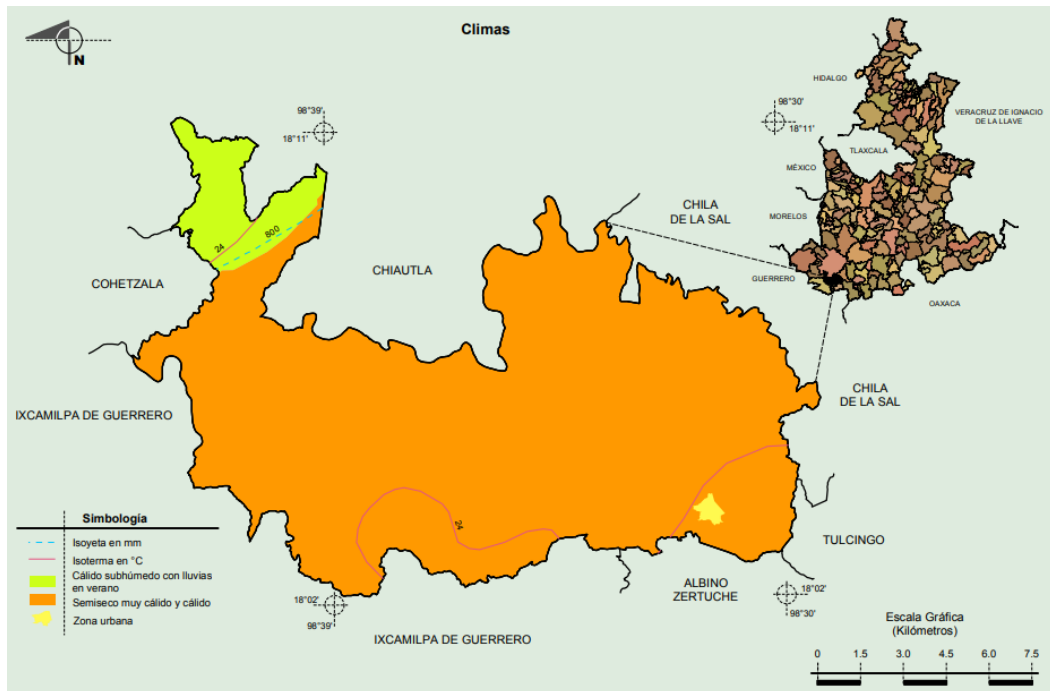 Climas
N
98°39'
18°11'
98°30'
18°11'
HIDALGO
VERACRUZ DE IGNACIO
DE LA LLAVE
TLAXCALA
MÉXICO
MORELOS
GUERRERO
OAXACA
CHILA
DE LA SAL
COHETZALA
CHIAUTLA
24
800
IXCAMILPA DE GUERRERO
CHILA
DE LA SAL
24
TULCINGO
ALBINO
ZERTUCHE
18°02'
98°39'
18°02'
98°30'
IXCAMILPA DE GUERRERO
Simbología
Isoyeta en mm
Isoterma en °C
Cálido subhúmedo con lluvias
en verano
Semiseco muy cálido y cálido
Zona urbana
Escala Gráfica
(Kilómetros)
0 1.5 3.0 4.5 6.0 7.5